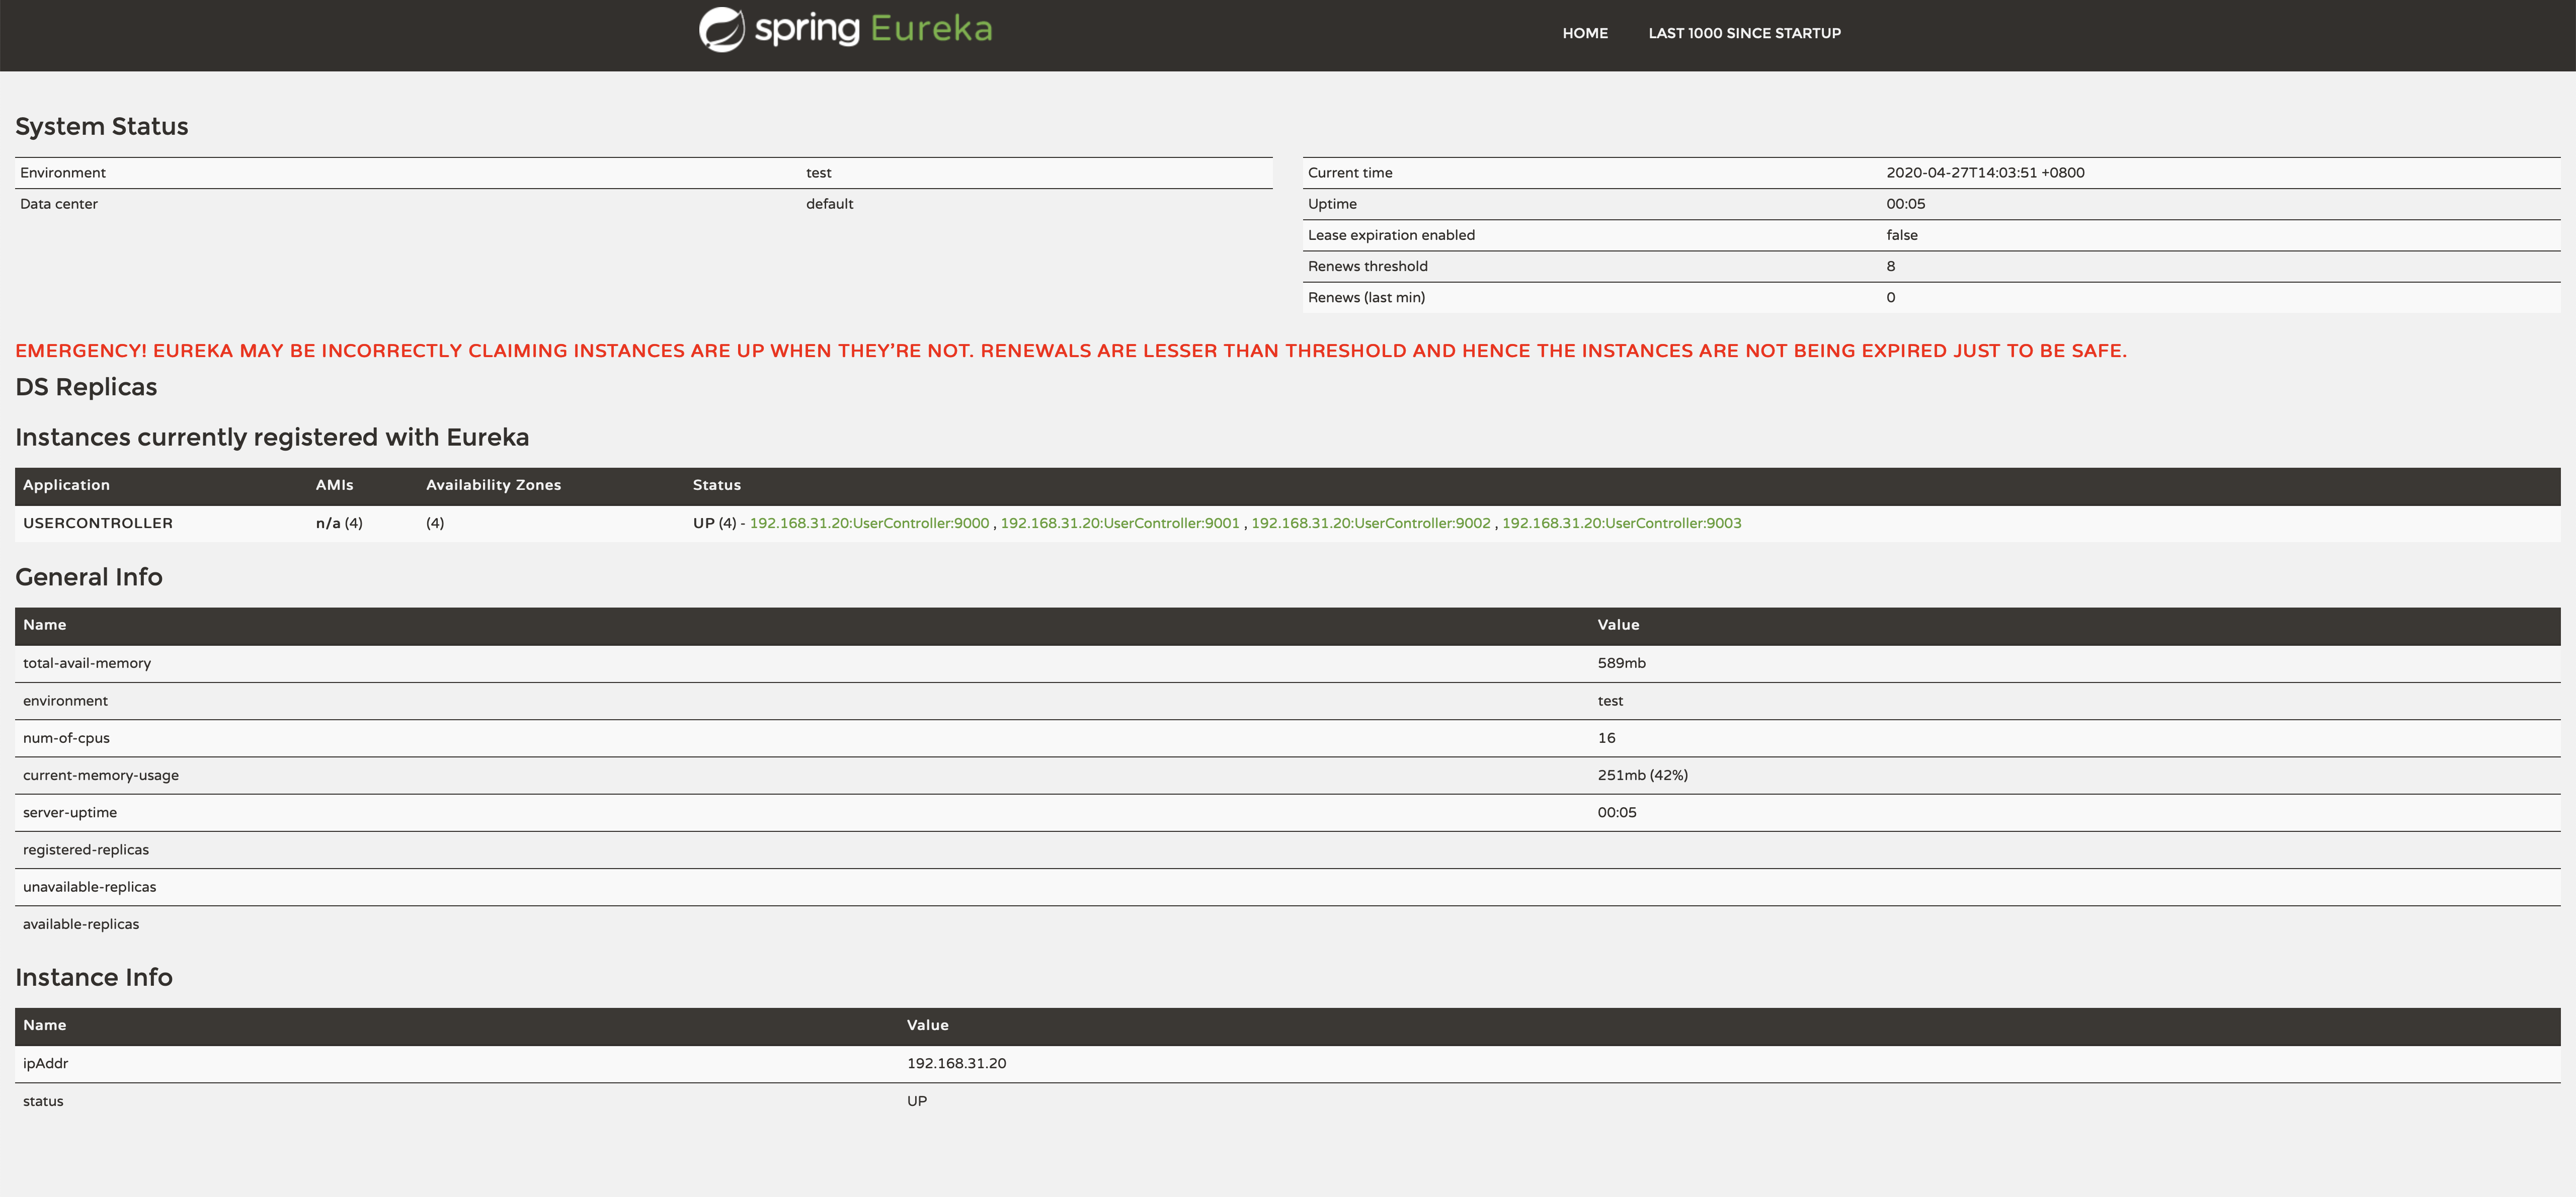 spring Eureka
HOME LAST 1000 SINCE STARTUP
System Status
Environment test
Data center default
Current time 2020-04-27T14:03:51 +0800
Uptime 00:05
Lease expiration enabled false
Renews threshold 8
Renews (last min) 0
EMERGENCY! EUREKA MAY BE INCORRECTLY CLAIMING INSTANCES ARE UP WHEN THEY’RE NOT. RENEWALS ARE LESSER THAN THRESHOLD AND HENCE THE INSTANCES ARE NOT BEING EXPIRED JUST TO BE SAFE.
DS Replicas
Instances currently registered with Eureka
Application AMIs Availability Zones Status
USERCONTROLLER n/a (4) (4) UP (4) - 192.168.31.20:UserController:9000 , 192.168.31.20:UserController:9001 , 192.168.31.20:UserController:9002 , 192.168.31.20:UserController:9003
General Info
Name Value
total-avail-memory 589mb
environment test
num-of-cpus 16
current-memory-usage 251mb (42%)
server-uptime 00:05
registered-replicas
unavailable-replicas
available-replicas
Instance Info
Name Value
ipAddr 192.168.31.20
status UP